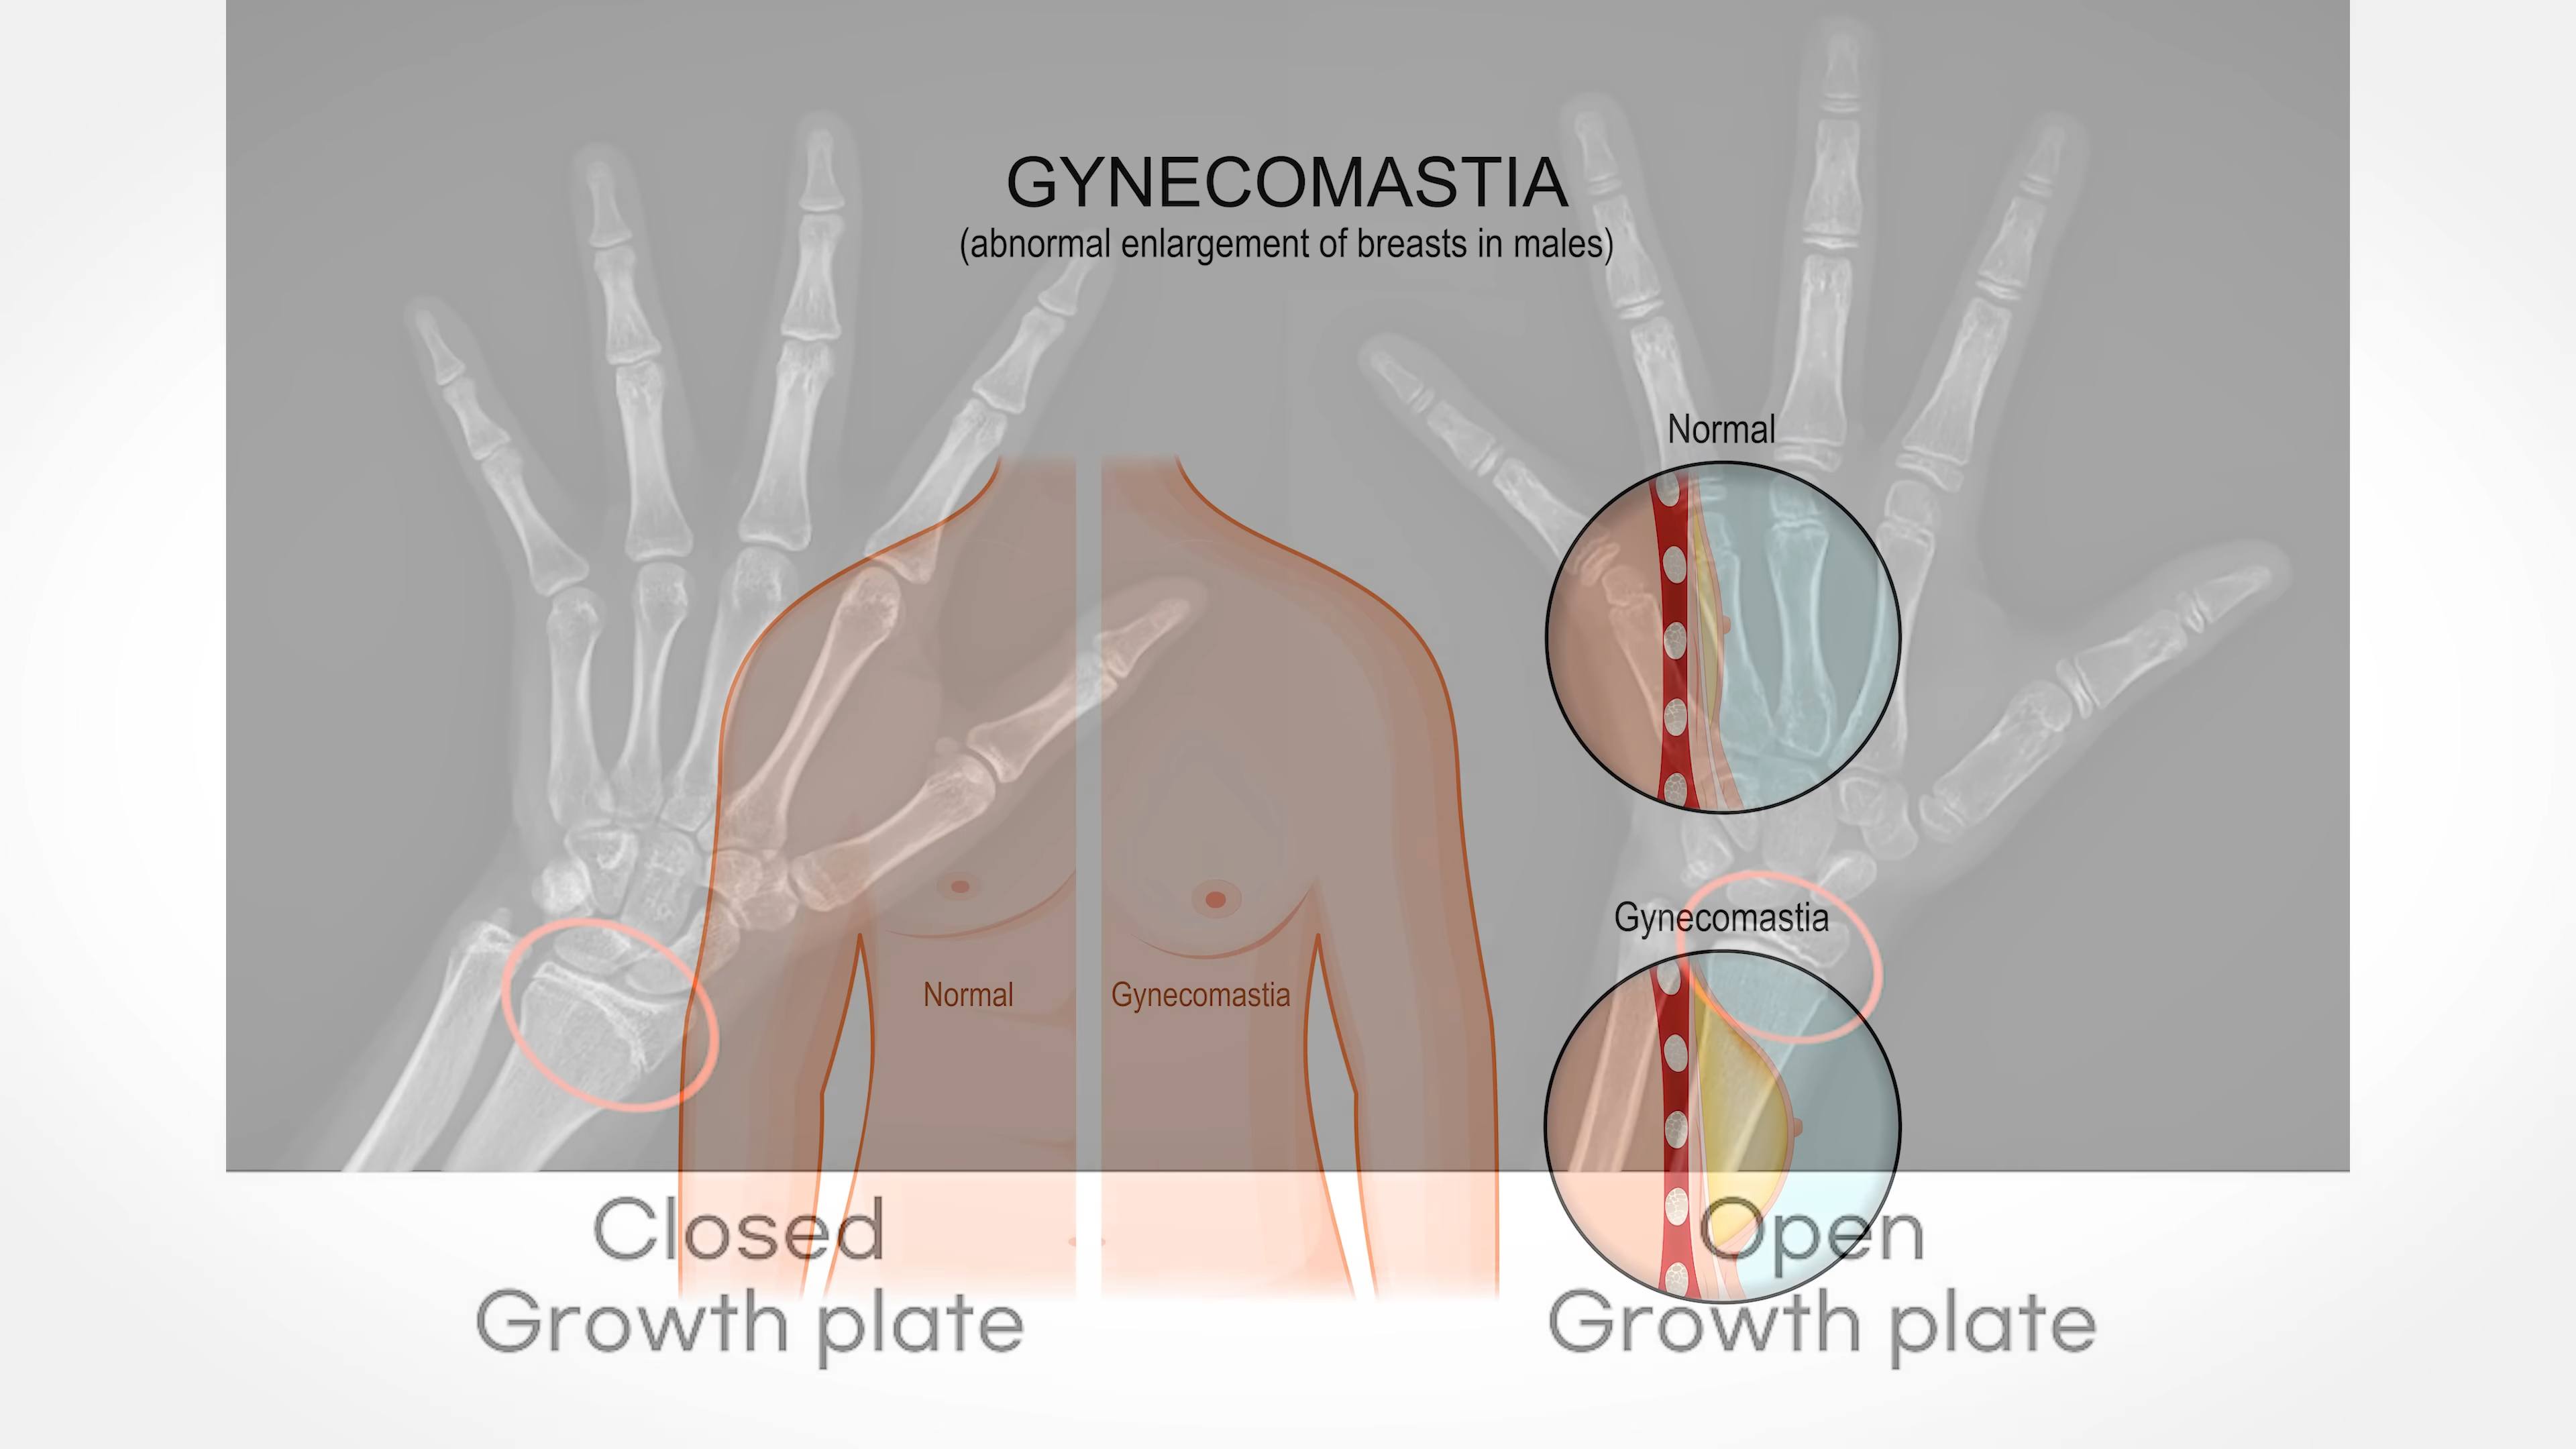 GYNECOMASTIA
(abnormal enlargement of breasts in males)
Normal
Gynecomastia
Normal
Gynecomastia
Closed
Growth plate
Open
Growth plate